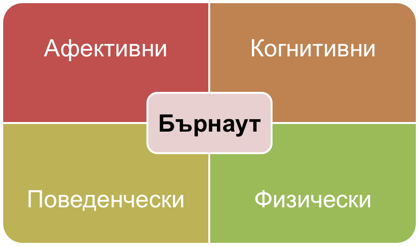 Афективни
Когнитивни
Бърнаут
Поведенчески
Физически